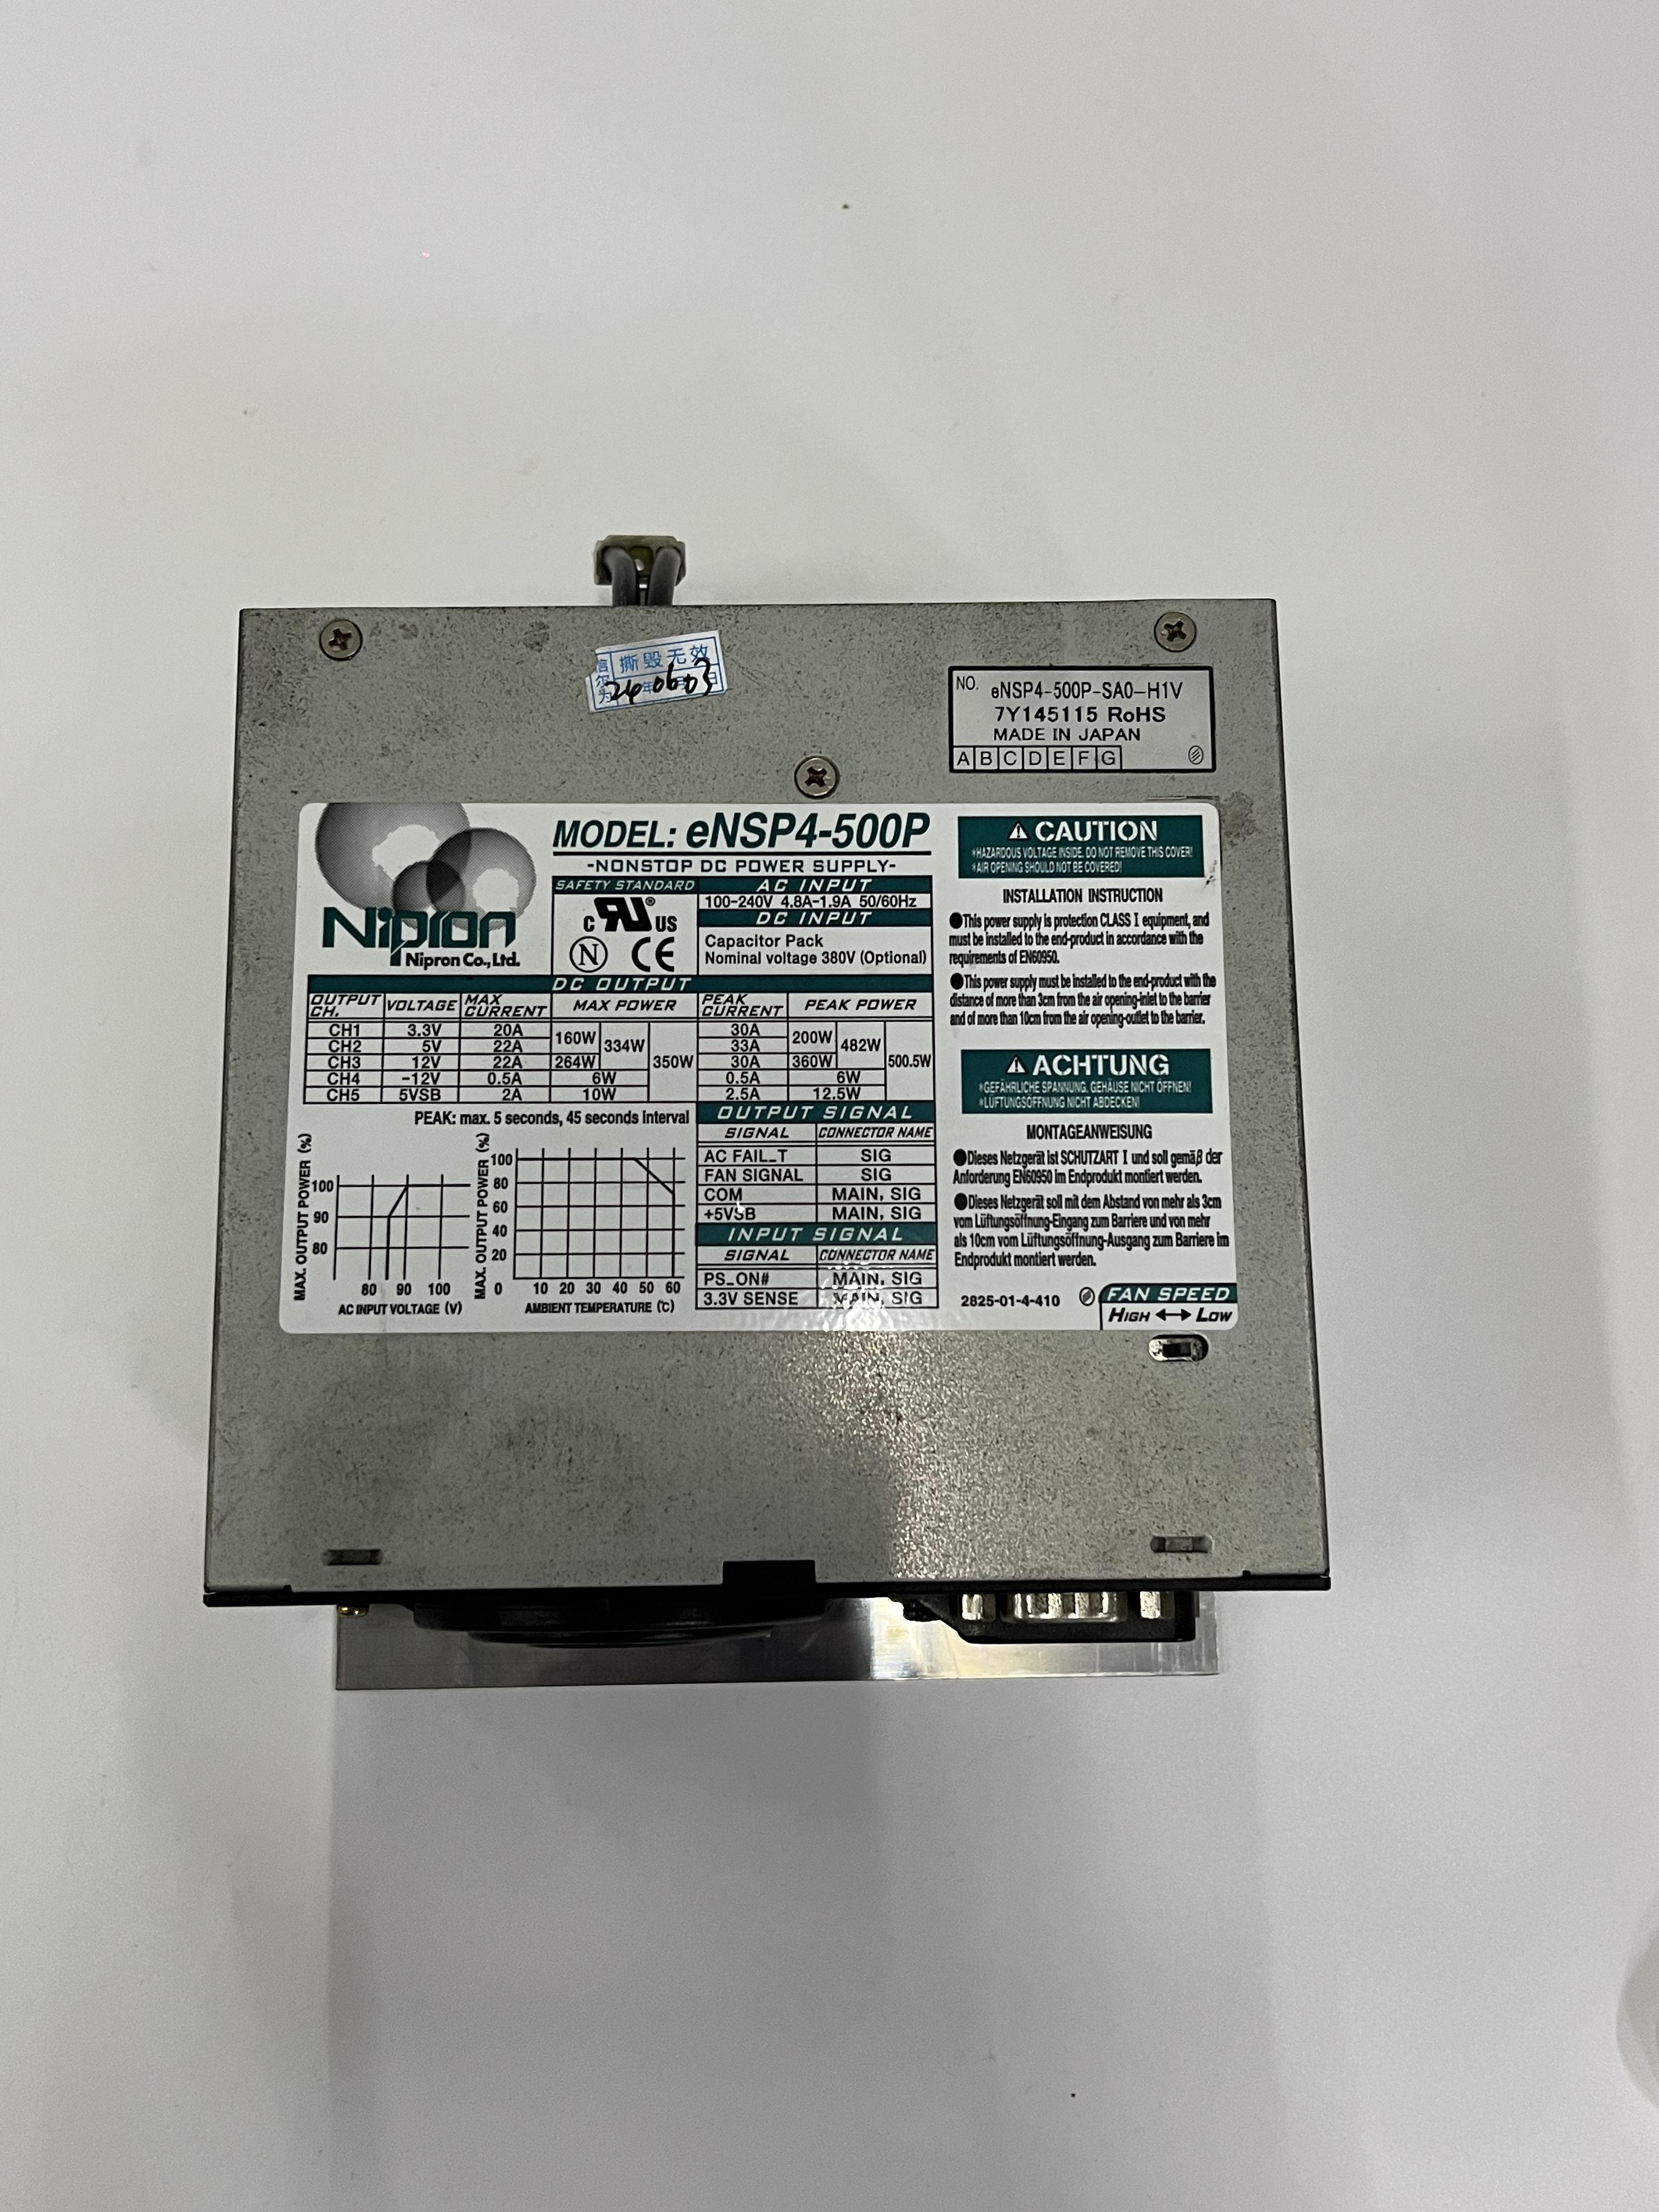 信尔为
撕毁无效
年 月 日
240603
NO. eNSP4-500P-SA0-H1V
7Y145115 RoHS
MADE IN JAPAN
A B C D E F G
Nipron
Nipron Co.,Ltd.
MODEL: eNSP4-500P
-NONSTOP DC POWER SUPPLY-
SAFETY STANDARD
c RU ® US
N CE
AC INPUT
100-240V 4.8A-1.9A 50/60Hz
DC INPUT
Capacitor Pack
Nominal voltage 380V (Optional)
DC OUTPUT
OUTPUT CH. VOLTAGE MAX CURRENT MAX POWER PEAK CURRENT PEAK POWER
CH1 3.3V 20A 160W 334W 350W 30A 200W 482W 500.5W
CH2 5V 22A 33A
CH3 12V 22A 264W 30A 360W
CH4 -12V 0.5A 6W 0.5A 6W
CH5 5VSB 2A 10W 2.5A 12.5W
PEAK: max. 5 seconds, 45 seconds interval
MAX. OUTPUT POWER (%)
100
90
80
80 90 100
AC INPUT VOLTAGE (V)
MAX. OUTPUT POWER (%)
100
80
60
40
20
0 10 20 30 40 50 60
AMBIENT TEMPERATURE (℃)
OUTPUT SIGNAL
SIGNAL CONNECTOR NAME
AC FAIL_T SIG
FAN SIGNAL SIG
COM MAIN, SIG
+5VSB MAIN, SIG
INPUT SIGNAL
SIGNAL CONNECTOR NAME
PS_ON# MAIN, SIG
3.3V SENSE MAIN, SIG
⚠ CAUTION
*HAZARDOUS VOLTAGE INSIDE. DO NOT REMOVE THIS COVER!
*AIR OPENING SHOULD NOT BE COVERED!
INSTALLATION INSTRUCTION
●This power supply is protection CLASS I equipment, and
must be installed to the end-product in accordance with the
requirements of EN60950.
●This power supply must be installed to the end-product with the
distance of more than 3cm from the air opening-inlet to the barrier
and of more than 10cm from the air opening-outlet to the barrier.
⚠ ACHTUNG
*GEFÄHRLICHE SPANNUNG. GEHÄUSE NICHT ÖFFNEN!
*LÜFTUNGSÖFFNUNG NICHT ABDECKEN!
MONTAGEANWEISUNG
●Dieses Netzgerät ist SCHUTZART I und soll gemäβ der
Anforderung EN60950 im Endprodukt montiert werden.
●Dieses Netzgerät soll mit dem Abstand von mehr als 3cm
vom Lüftungsöffnung-Eingang zum Barriere und von mehr
als 10cm vom Lüftungsöffnung-Ausgang zum Barriere im
Endprodukt montiert werden.
2825-01-4-410
FAN SPEED
HIGH ↔ LOW